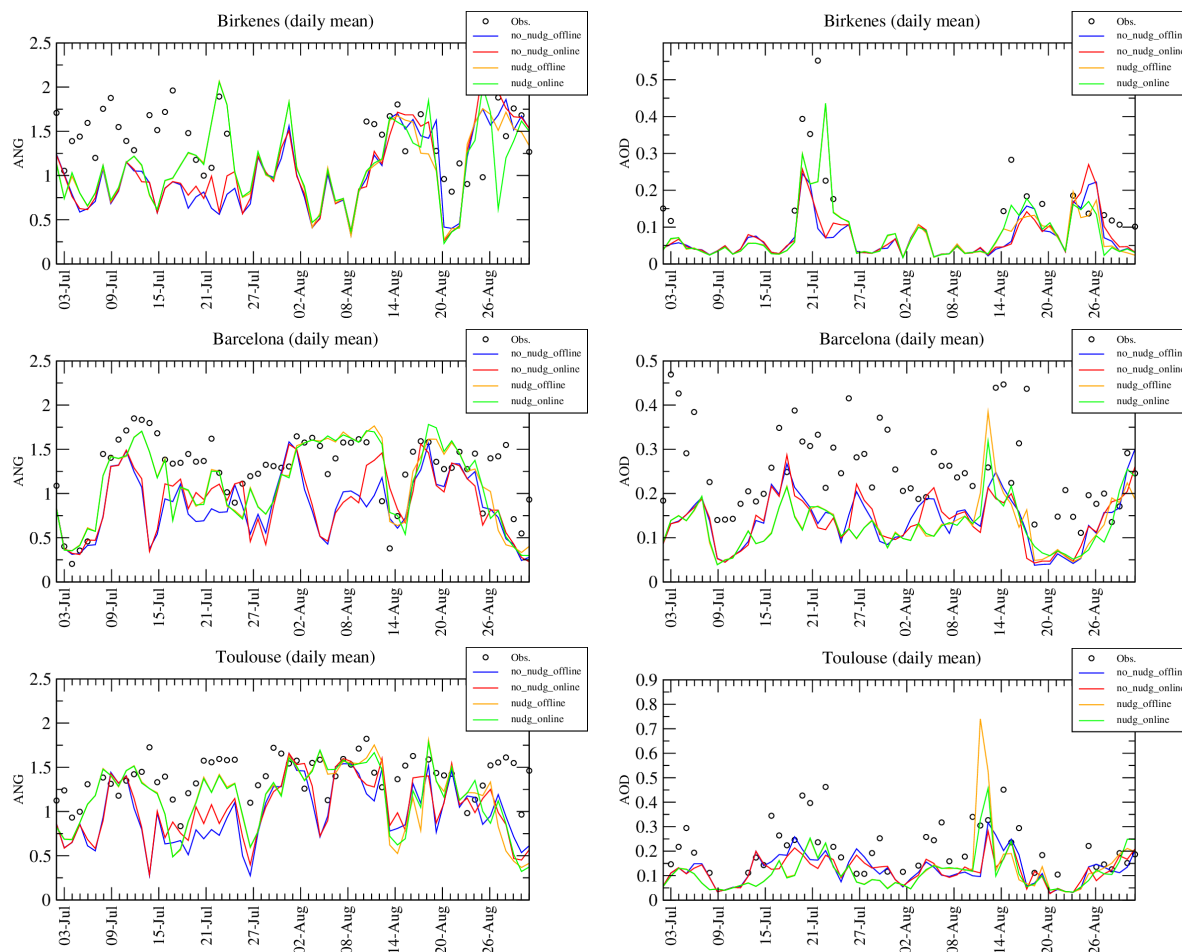 Birkenes (daily mean)
Obs.
no_nudg_offline
no_nudg_online
nudg_offline
nudg_online
ANG
2.5
2
1.5
1
0.5
0
03-Jul
09-Jul
15-Jul
21-Jul
27-Jul
02-Aug
08-Aug
14-Aug
20-Aug
26-Aug
Birkenes (daily mean)
Obs.
no_nudg_offline
no_nudg_online
nudg_offline
nudg_online
AOD
0.5
0.4
0.3
0.2
0.1
0
03-Jul
09-Jul
15-Jul
21-Jul
27-Jul
02-Aug
08-Aug
14-Aug
20-Aug
26-Aug
Barcelona (daily mean)
Obs.
no_nudg_offline
no_nudg_online
nudg_offline
nudg_online
ANG
2.5
2
1.5
1
0.5
0
03-Jul
09-Jul
15-Jul
21-Jul
27-Jul
02-Aug
08-Aug
14-Aug
20-Aug
26-Aug
Barcelona (daily mean)
Obs.
no_nudg_offline
no_nudg_online
nudg_offline
nudg_online
AOD
0.5
0.4
0.3
0.2
0.1
0
03-Jul
09-Jul
15-Jul
21-Jul
27-Jul
02-Aug
08-Aug
14-Aug
20-Aug
26-Aug
Toulouse (daily mean)
Obs.
no_nudg_offline
no_nudg_online
nudg_offline
nudg_online
ANG
2.5
2
1.5
1
0.5
0
03-Jul
09-Jul
15-Jul
21-Jul
27-Jul
02-Aug
08-Aug
14-Aug
20-Aug
26-Aug
Toulouse (daily mean)
Obs.
no_nudg_offline
no_nudg_online
nudg_offline
nudg_online
AOD
0.9
0.8
0.7
0.6
0.5
0.4
0.3
0.2
0.1
0
03-Jul
09-Jul
15-Jul
21-Jul
27-Jul
02-Aug
08-Aug
14-Aug
20-Aug
26-Aug